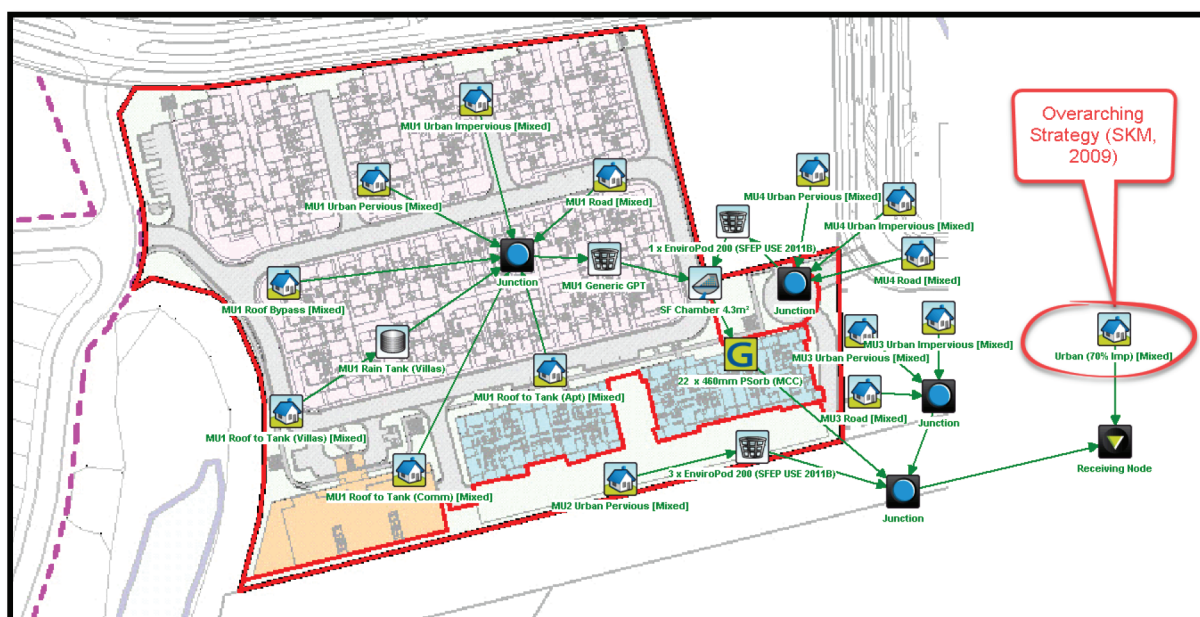 MU1 Urban Impervious [Mixed]
Overarching
Strategy (SKM,
2009)
MU1 Urban Pervious [Mixed]
MU1 Road [Mixed]
MU4 Urban Pervious [Mixed]
MU4 Urban Impervious [Mixed]
1 x EnviroPod 200 (SFEP USE 2011B)
MU4 Road [Mixed]
Junction
MU1 Generic GPT
MU1 Roof Bypass [Mixed]
SF Chamber 4.3m²
Junction
MU3 Urban Impervious [Mixed]
MU3 Urban Pervious [Mixed]
Urban (70% Imp) [Mixed]
MU1 Rain Tank (Villas)
G
22 x 460mm PSorb (MCC)
MU1 Roof to Tank (Apt) [Mixed]
MU3 Road [Mixed]
Junction
MU1 Roof to Tank (Villas) [Mixed]
Receiving Node
3 x EnviroPod 200 (SFEP USE 2011B)
MU1 Roof to Tank (Comm) [Mixed]
MU2 Urban Pervious [Mixed]
Junction